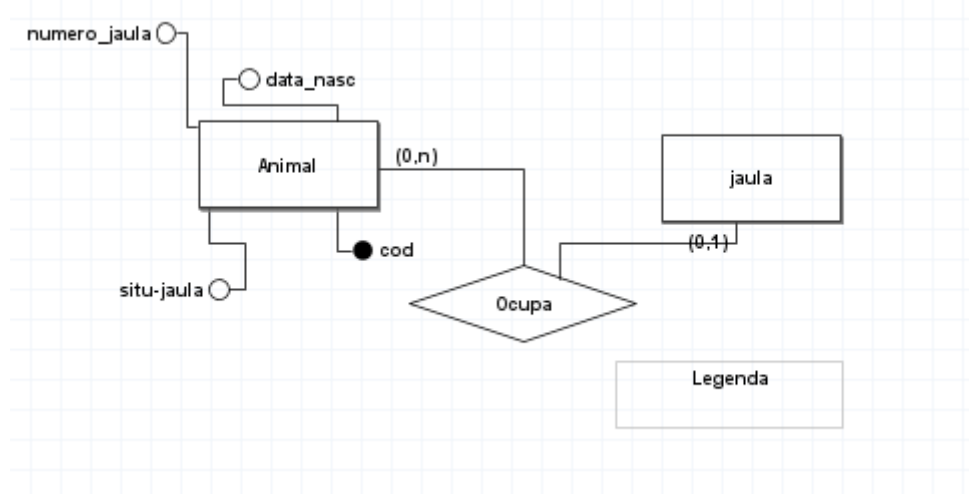 numero_jaula
data_nasc
Animal
(0,n)
jaula
(0,1)
cod
situ-jaula
Ocupa
Legenda